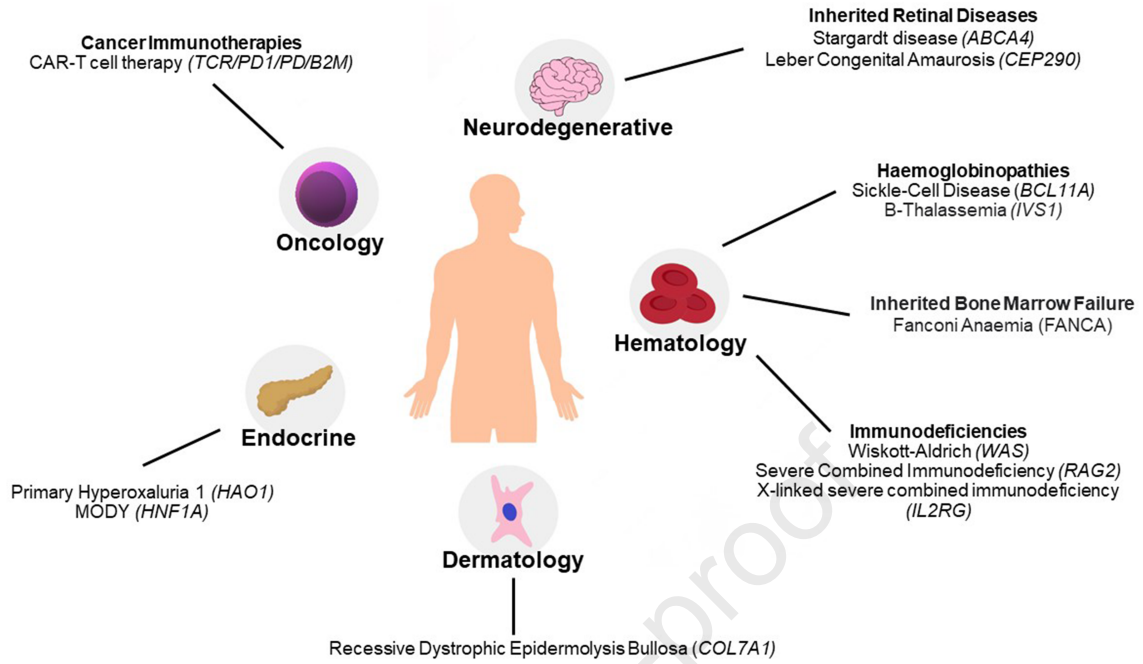 Cancer Immunotherapies
CAR-T cell therapy (TCR/PD1/PD/B2M)
Oncology
Inherited Retinal Diseases
Stargardt disease (ABCA4)
Leber Congenital Amaurosis (CEP290)
Neurodegenerative
Haemoglobinopathies
Sickle-Cell Disease (BCL11A)
B-Thalassemia (IVS1)
Hematology
Inherited Bone Marrow Failure
Fanconi Anaemia (FANCA)
Immunodeficiencies
Wiskott-Aldrich (WAS)
Severe Combined Immunodeficiency (RAG2)
X-linked severe combined immunodeficiency
(IL2RG)
Endocrine
Primary Hyperoxaluria 1 (HAO1)
MODY (HNF1A)
Dermatology
Recessive Dystrophic Epidermolysis Bullosa (COL7A1)
proof